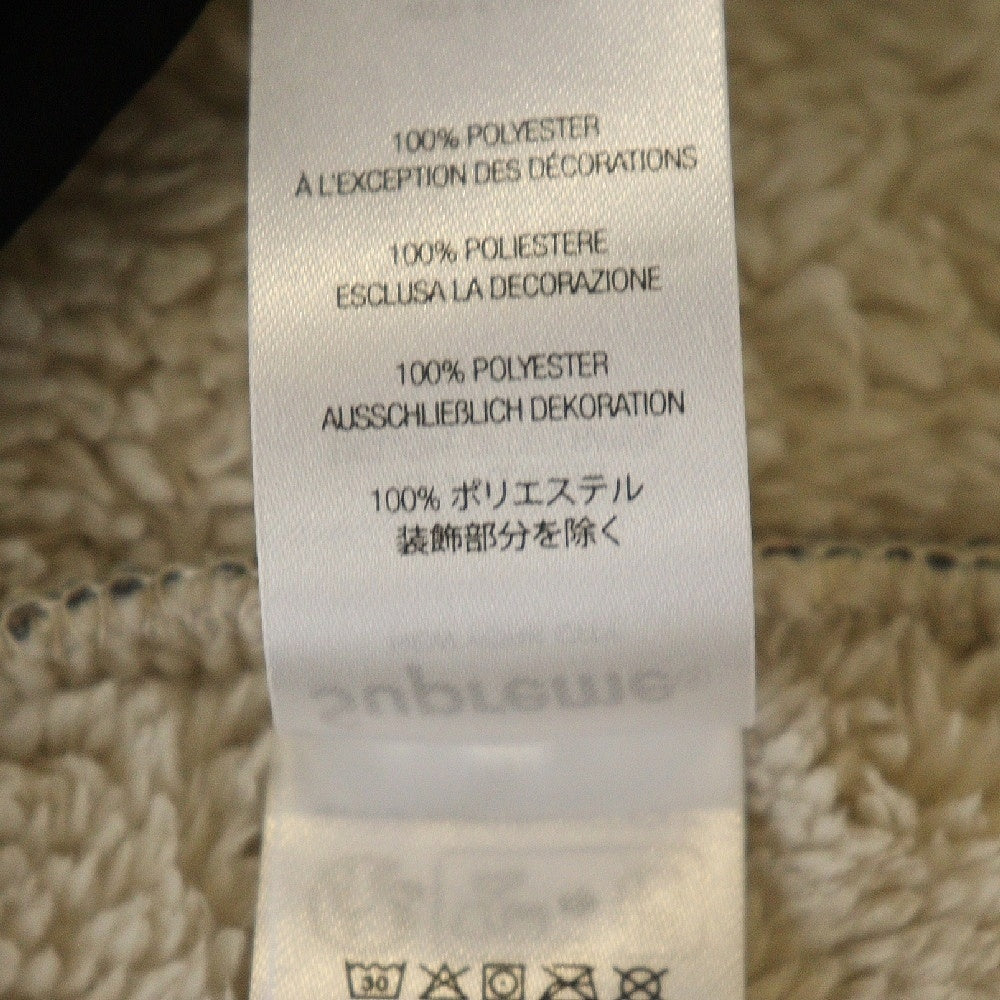 100% POLYESTER
À L'EXCEPTION DES DÉCORATIONS
100% POLIESTERE
ESCLUSA LA DECORAZIONE
100% POLYESTER
AUSSCHLIEßLICH DEKORATION
100% ポリエステル
装飾部分を除く
30